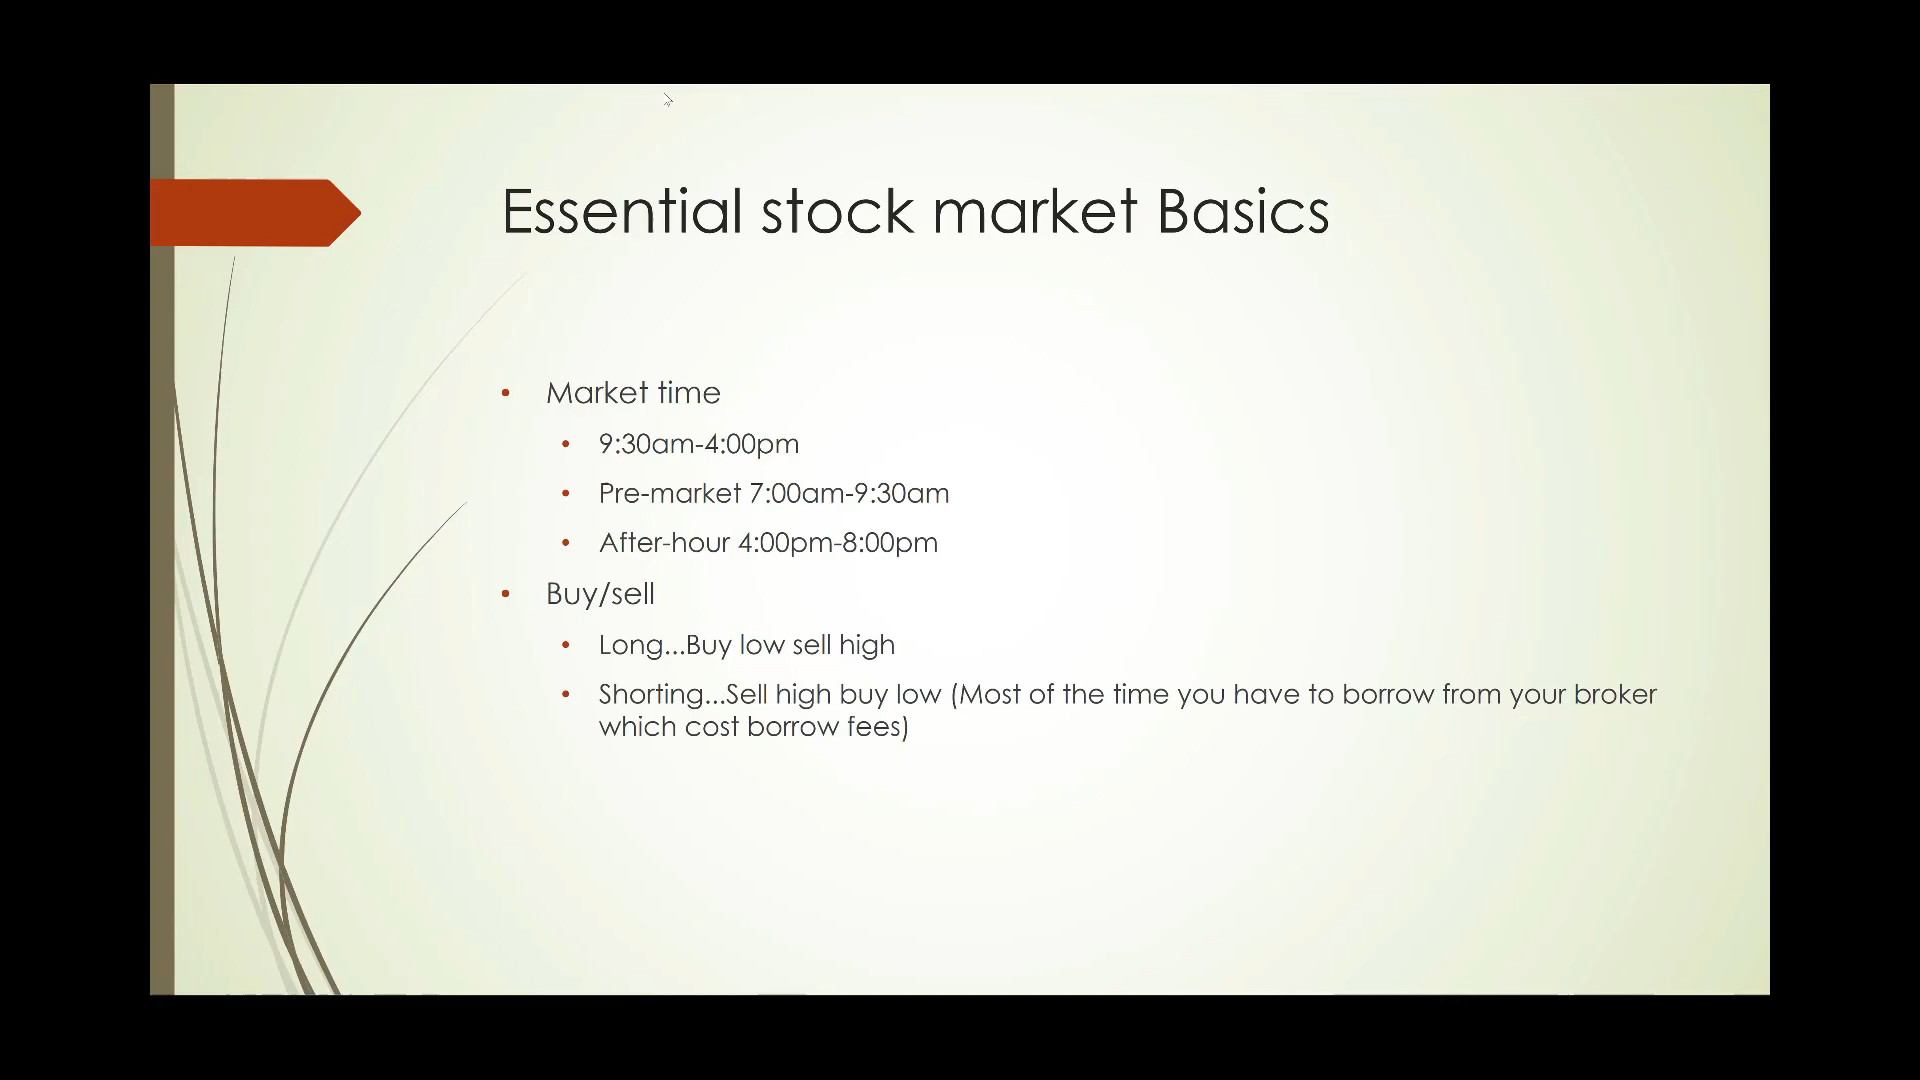 Essential stock market Basics
• Market time
• 9:30am-4:00pm
• Pre-market 7:00am-9:30am
• After-hour 4:00pm-8:00pm
• Buy/sell
• Long...Buy low sell high
• Shorting...Sell high buy low (Most of the time you have to borrow from your broker
which cost borrow fees)